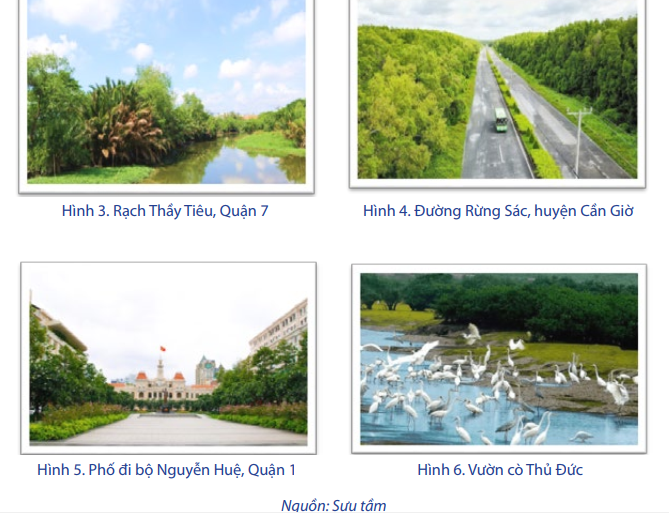 Hình 3. Rạch Thầy Tiêu, Quận 7
Hình 4. Đường Rừng Sác, huyện Cần Giờ
Hình 5. Phố đi bộ Nguyễn Huệ, Quận 1
Hình 6. Vườn cò Thủ Đức
Nguồn: Sưu tầm